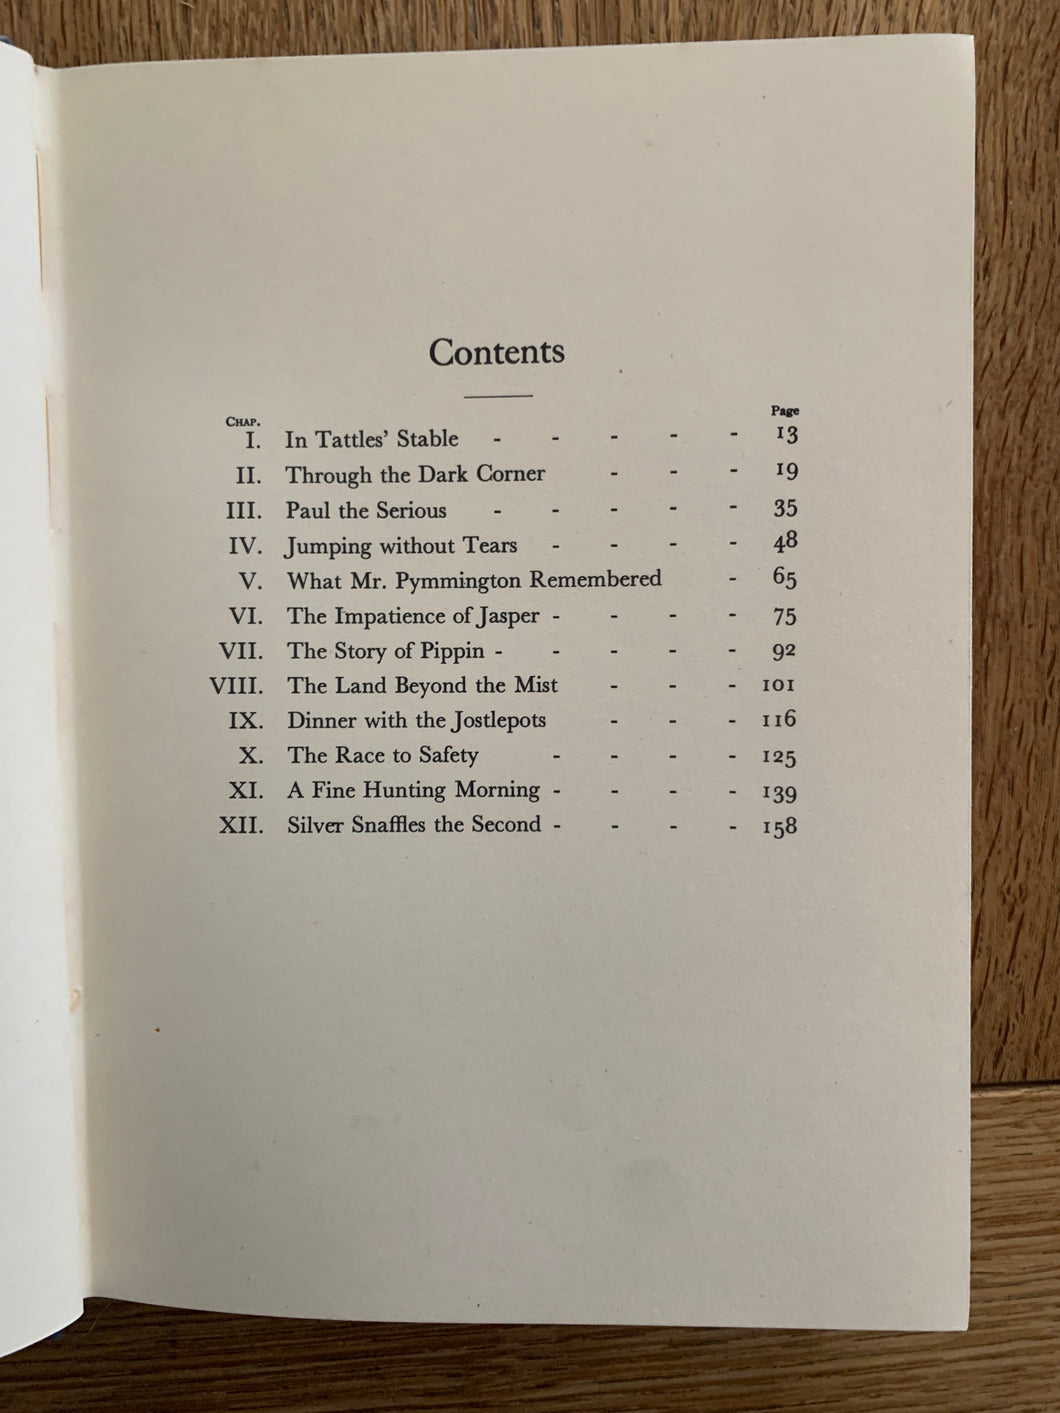 Contents
Chap. Page
I. In Tattles' Stable - - - - - 13
II. Through the Dark Corner - - - 19
III. Paul the Serious - - - - - 35
IV. Jumping without Tears - - - - 48
V. What Mr. Pymmington Remembered - 65
VI. The Impatience of Jasper - - - - 75
VII. The Story of Pippin - - - - - 92
VIII. The Land Beyond the Mist - - - 101
IX. Dinner with the Jostlepots - - - 116
X. The Race to Safety - - - - 125
XI. A Fine Hunting Morning - - - - 139
XII. Silver Snaffles the Second - - - - 158